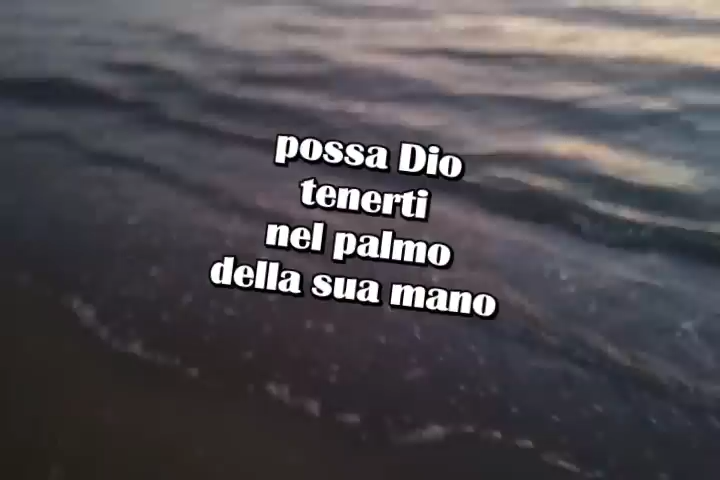 possa Dio
tenerti
nel palmo
della sua mano